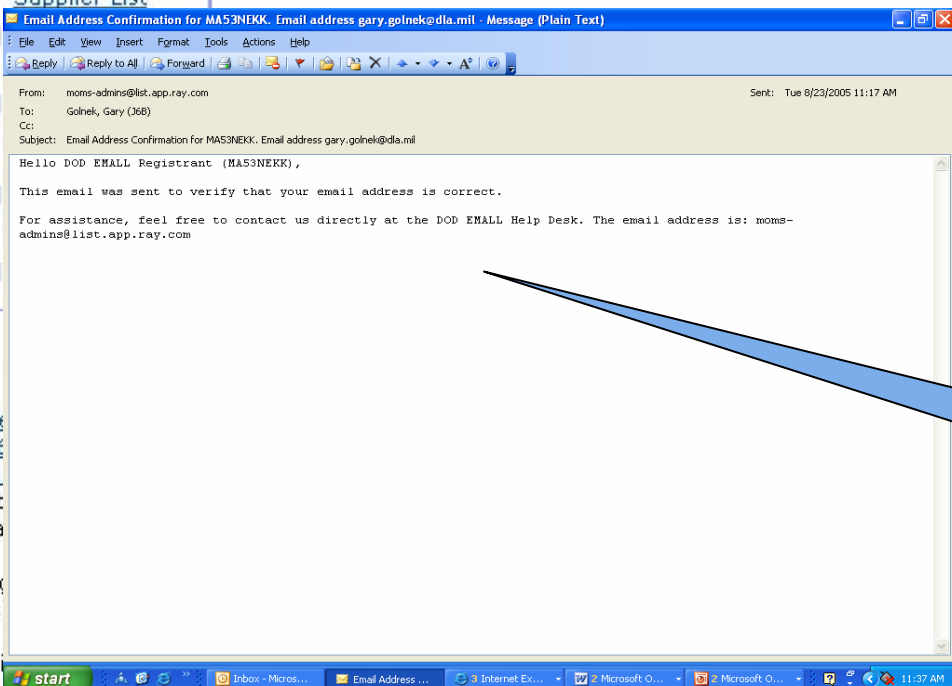 Supplier List
Email Address Confirmation for MA53NEKK. Email address gary.golnek@dla.mil - Message (Plain Text)
File Edit View Insert Format Tools Actions Help
Reply Reply to All Forward
From: moms-admins@list.app.ray.com Sent: Tue 8/23/2005 11:17 AM
To: Golnek, Gary (J6B)
Cc:
Subject: Email Address Confirmation for MA53NEKK. Email address gary.golnek@dla.mil
Hello DOD EMALL Registrant (MA53NEKK),
This email was sent to verify that your email address is correct.
For assistance, feel free to contact us directly at the DOD EMALL Help Desk. The email address is: moms-
admins@list.app.ray.com
start Inbox - Micros... Email Address ... 3 Internet Ex... 2 Microsoft O... 2 Microsoft O... 11:37 AM